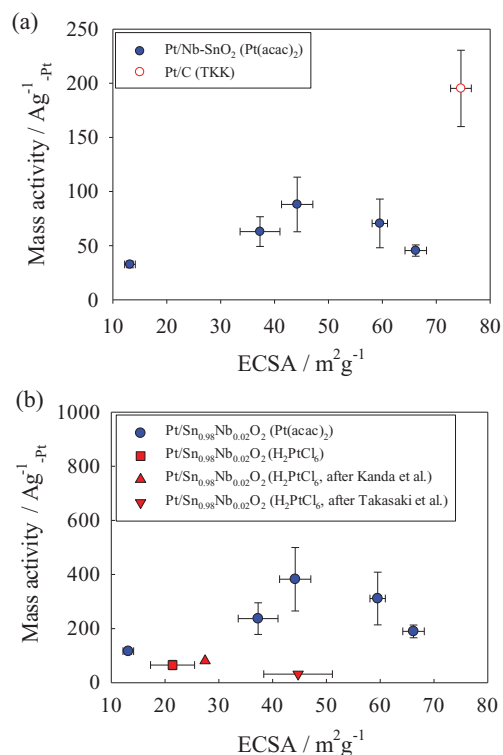 (a)
Pt/Nb-SnO₂ (Pt(acac)₂)
Pt/C (TKK)
Mass activity / Ag⁻¹-Pt
250
200
150
100
50
0
10 20 30 40 50 60 70 80
ECSA / m²g⁻¹
(b)
Pt/Sn₀.₉₈Nb₀.₀₂O₂ (Pt(acac)₂)
Pt/Sn₀.₉₈Nb₀.₀₂O₂ (H₂PtCl₆)
Pt/Sn₀.₉₈Nb₀.₀₂O₂ (H₂PtCl₆, after Kanda et al.)
Pt/Sn₀.₉₈Nb₀.₀₂O₂ (H₂PtCl₆, after Takasaki et al.)
Mass activity / Ag⁻¹-Pt
1000
800
600
400
200
0
10 20 30 40 50 60 70 80
ECSA / m²g⁻¹